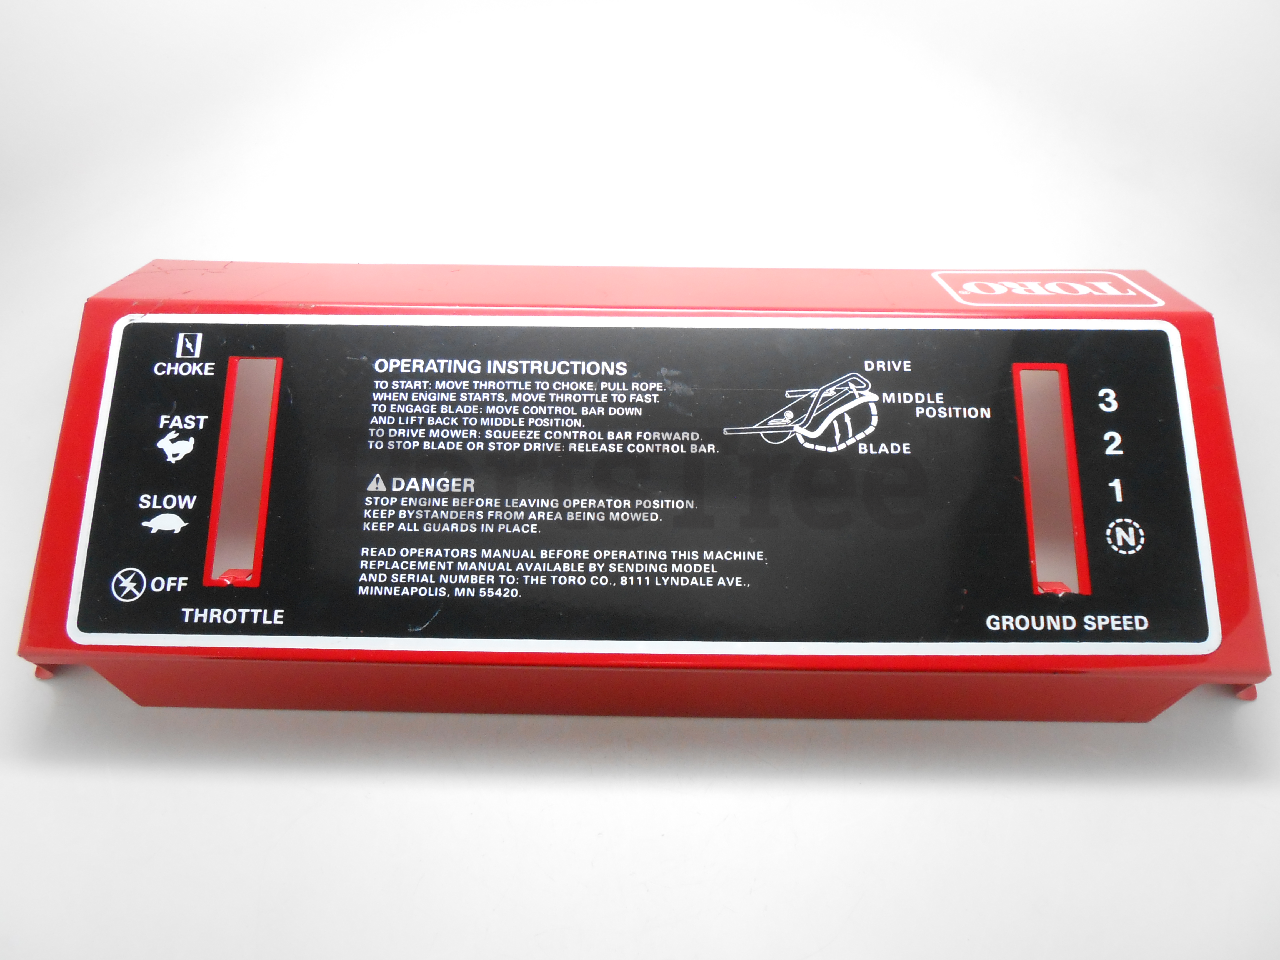 TORO
CHOKE
FAST
SLOW
OFF
THROTTLE
OPERATING INSTRUCTIONS
TO START: MOVE THROTTLE TO CHOKE, PULL ROPE.
WHEN ENGINE STARTS, MOVE THROTTLE TO FAST.
TO ENGAGE BLADE: MOVE CONTROL BAR DOWN
AND LIFT BACK TO MIDDLE POSITION.
TO DRIVE MOWER: SQUEEZE CONTROL BAR FORWARD.
TO STOP BLADE OR STOP DRIVE: RELEASE CONTROL BAR.
DANGER
STOP ENGINE BEFORE LEAVING OPERATOR POSITION.
KEEP BYSTANDERS FROM AREA BEING MOWED.
KEEP ALL GUARDS IN PLACE.
READ OPERATORS MANUAL BEFORE OPERATING THIS MACHINE.
REPLACEMENT MANUAL AVAILABLE BY SENDING MODEL
AND SERIAL NUMBER TO: THE TORO CO., 8111 LYNDALE AVE.,
MINNEAPOLIS, MN 55420.
DRIVE
MIDDLE
POSITION
BLADE
3
2
1
N
GROUND SPEED